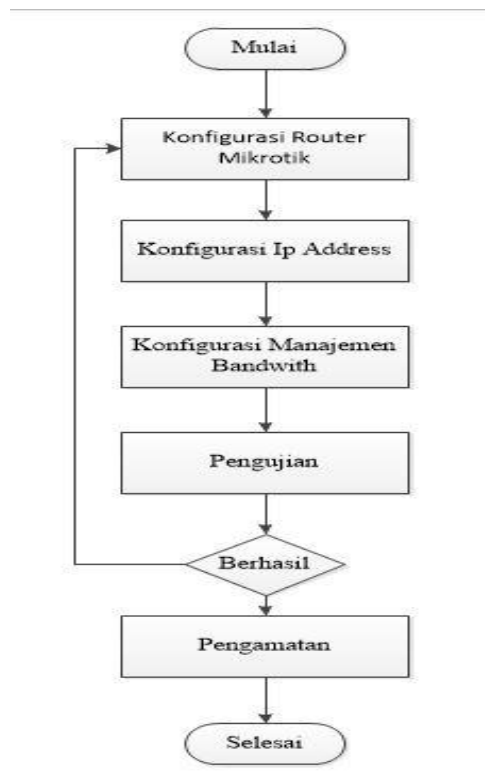 Mulai
Konfigurasi Router
Mikrotik
Konfigurasi Ip Address
Konfigurasi Manajemen
Bandwith
Pengujian
Berhasil
Pengamatan
Selesai